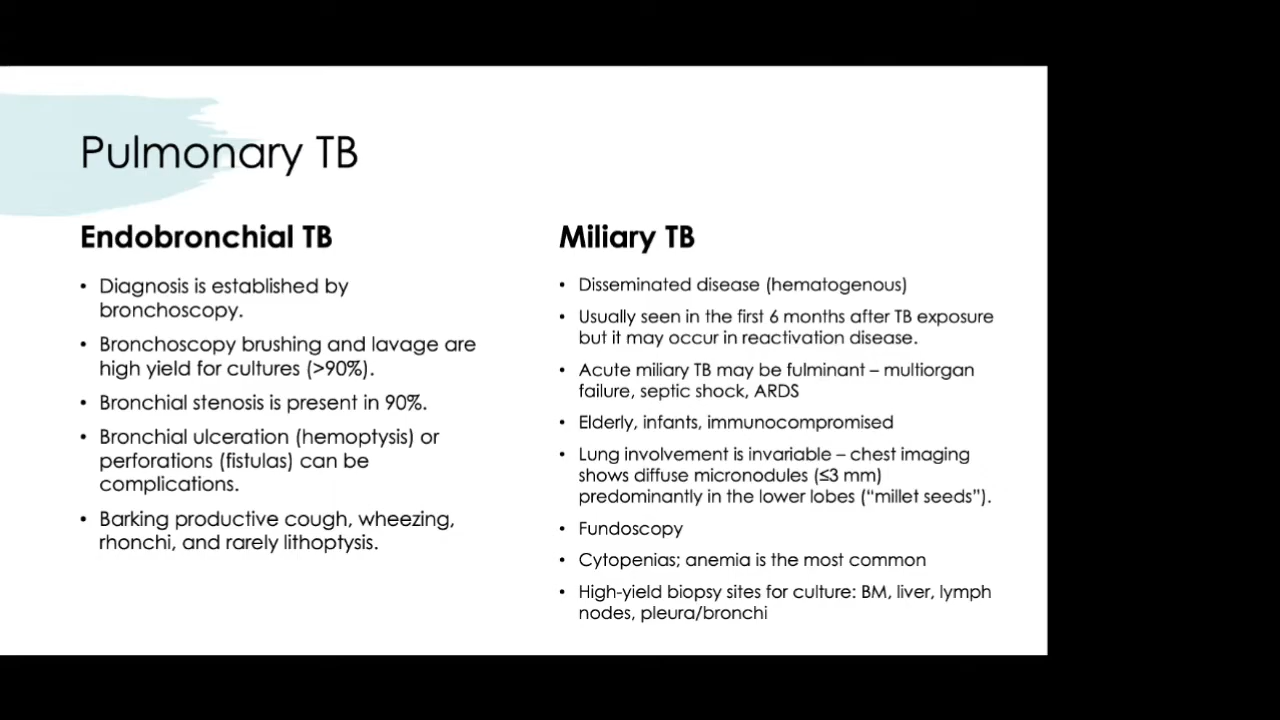 Pulmonary TB
Endobronchial TB
• Diagnosis is established by
bronchoscopy.
• Bronchoscopy brushing and lavage are
high yield for cultures (>90%).
• Bronchial stenosis is present in 90%.
• Bronchial ulceration (hemoptysis) or
perforations (fistulas) can be
complications.
• Barking productive cough, wheezing,
rhonchi, and rarely lithoptysis.
Miliary TB
• Disseminated disease (hematogenous)
• Usually seen in the first 6 months after TB exposure
but it may occur in reactivation disease.
• Acute miliary TB may be fulminant – multiorgan
failure, septic shock, ARDS
• Elderly, infants, immunocompromised
• Lung involvement is invariable – chest imaging
shows diffuse micronodules (≤3 mm)
predominantly in the lower lobes (“millet seeds”).
• Fundoscopy
• Cytopenias; anemia is the most common
• High-yield biopsy sites for culture: BM, liver, lymph
nodes, pleura/bronchi